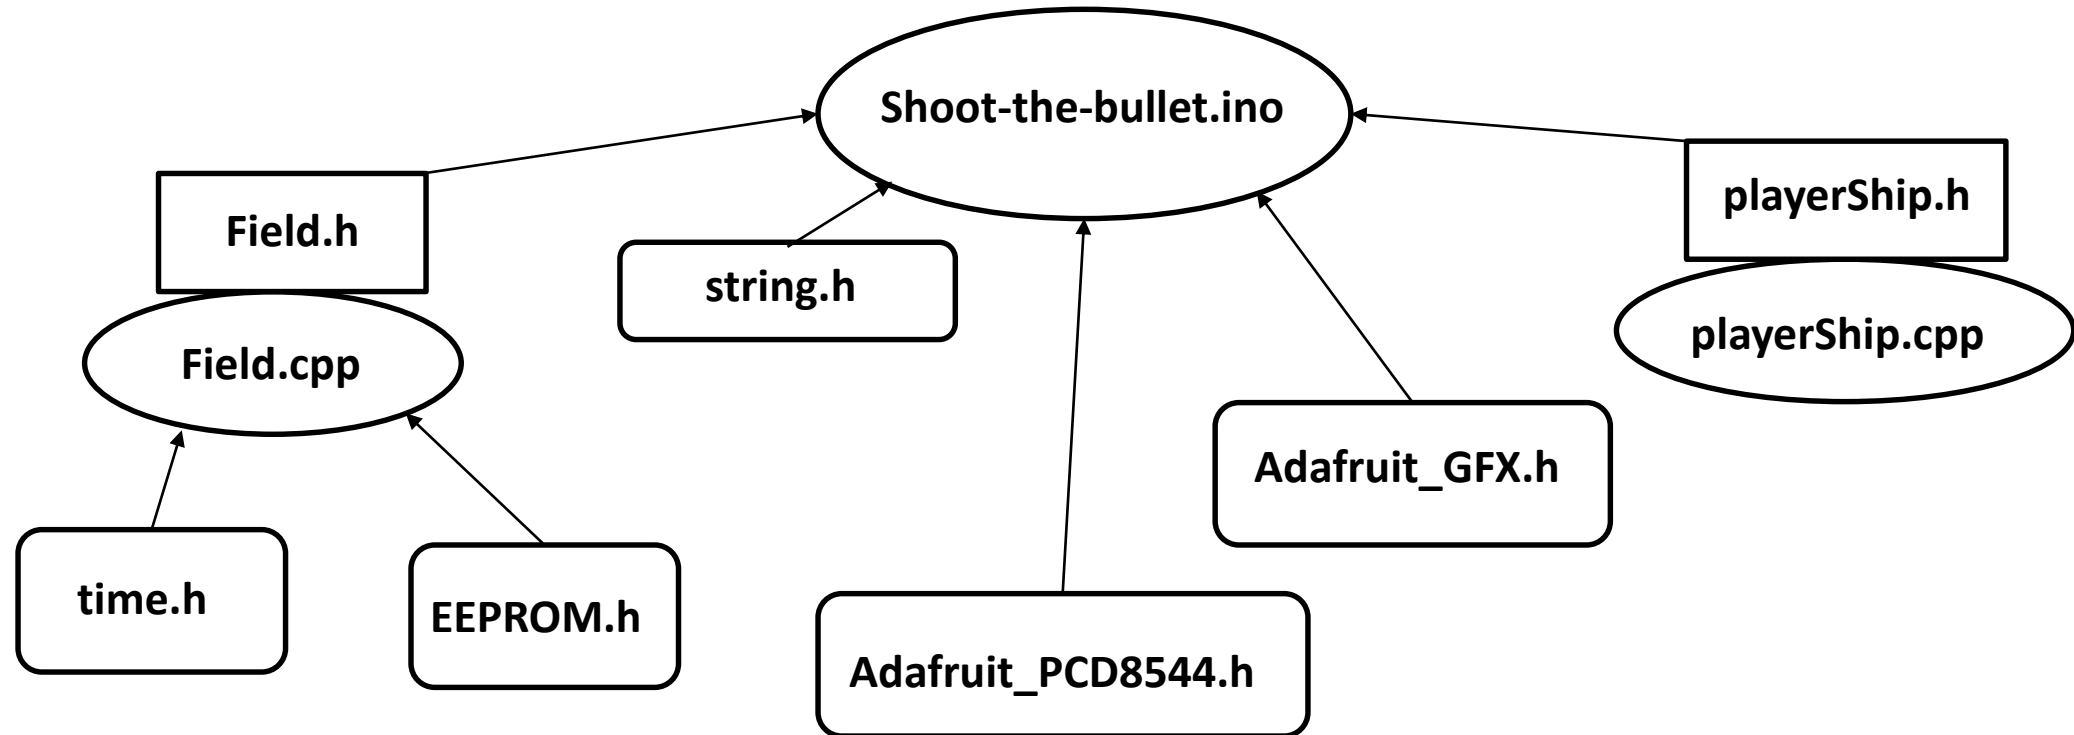 Shoot-the-bullet.ino
Field.h
playerShip.h
string.h
Field.cpp
playerShip.cpp
Adafruit_GFX.h
time.h
EEPROM.h
Adafruit_PCD8544.h